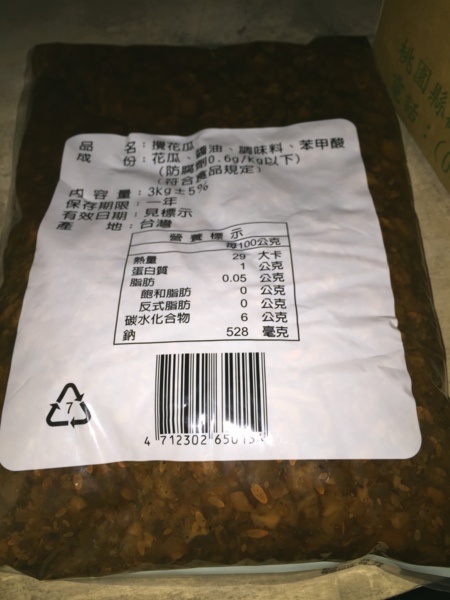 品 名：攪花瓜
成 份：花瓜、醬油、調味料、苯甲酸
(防腐劑0.6g/kg以下)
(符合食品規定)
內 容 量：3KG±5%
保存期限：一年
有效日期：見標示
產 地：台灣
營 養 標 示
每100公克
熱量 29 大卡
蛋白質 1 公克
脂肪 0.05 公克
飽和脂肪 0 公克
反式脂肪 0 公克
碳水化合物 6 公克
鈉 528 毫克
7
桃園縣